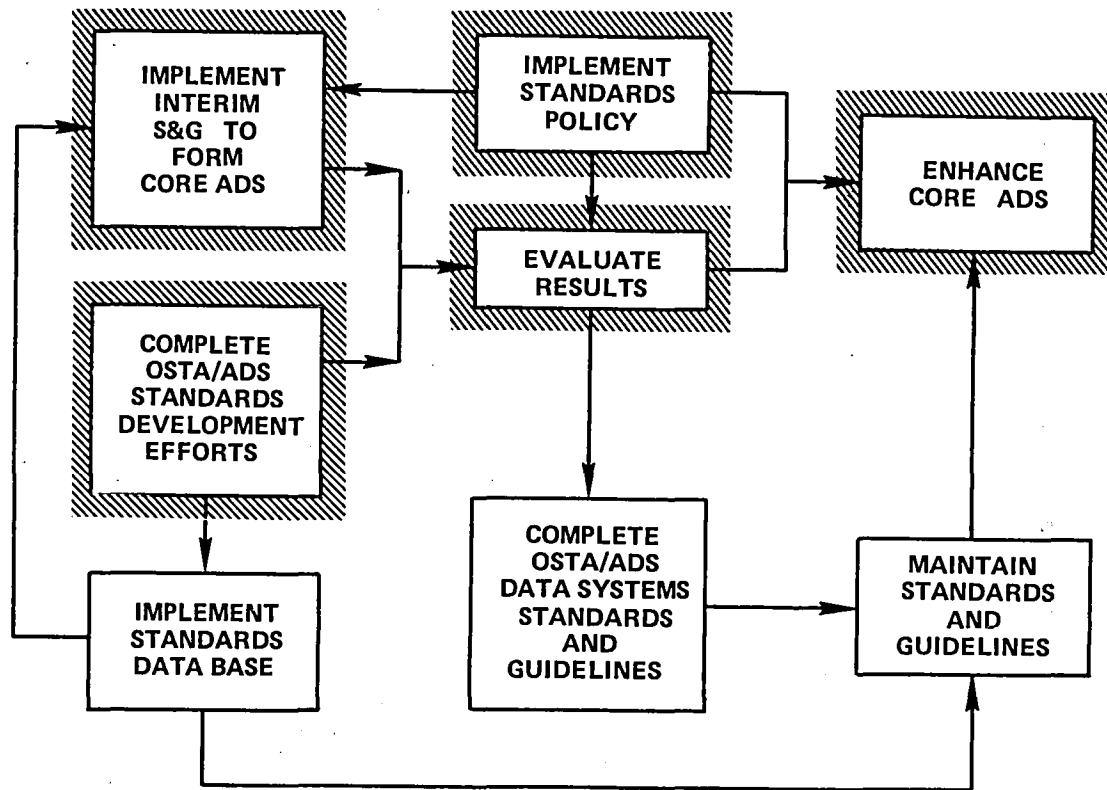 IMPLEMENT
INTERIM
S&G TO
FORM
CORE ADS
IMPLEMENT
STANDARDS
POLICY
ENHANCE
CORE ADS
EVALUATE
RESULTS
COMPLETE
OSTA/ADS
STANDARDS
DEVELOPMENT
EFFORTS
COMPLETE
OSTA/ADS
DATA SYSTEMS
STANDARDS
AND
GUIDELINES
MAINTAIN
STANDARDS
AND
GUIDELINES
IMPLEMENT
STANDARDS
DATA BASE